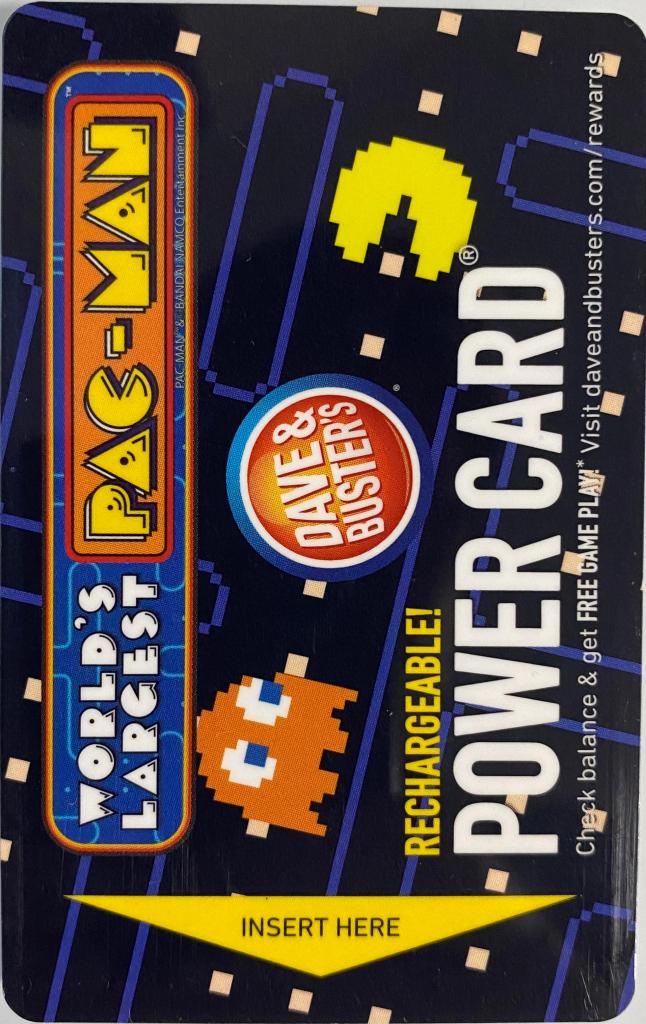 WORLD'S
LARGEST
PAC-MAN
™
PAC-MAN™ & ©BANDAI NAMCO Entertainment Inc.
DAVE &
BUSTER'S
®
RECHARGEABLE!
POWER CARD®
Check balance & get FREE GAME PLAY!* Visit daveandbusters.com/rewards
INSERT HERE